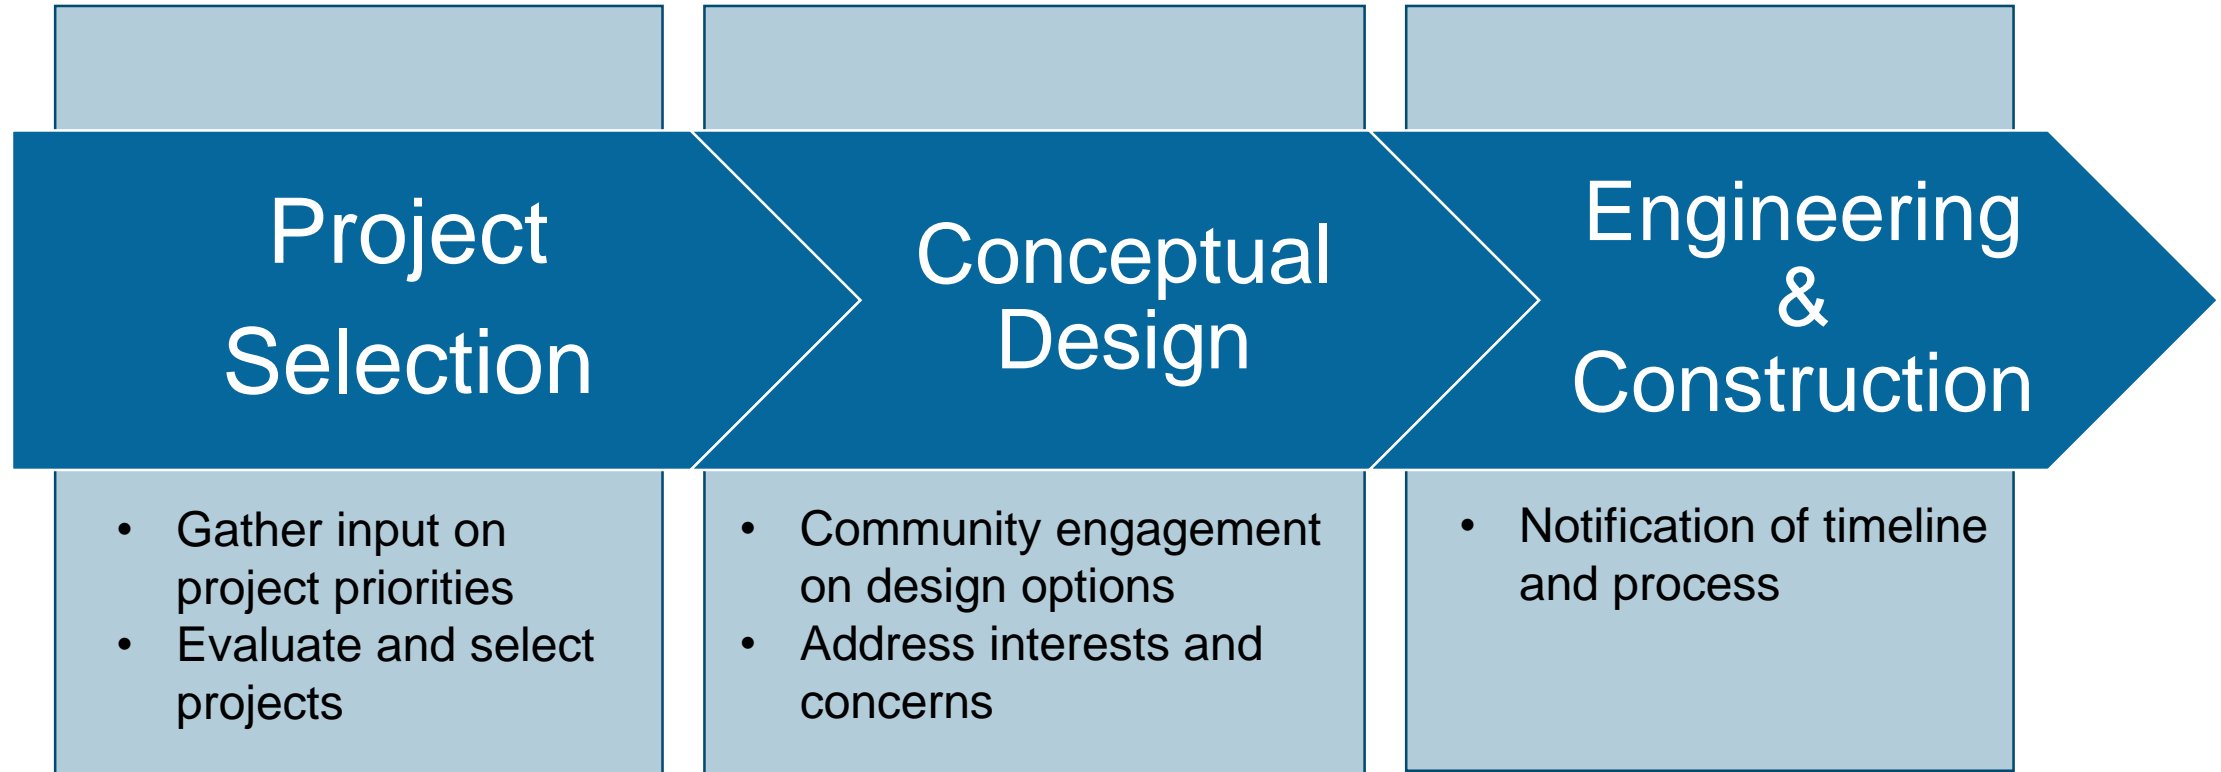 Project
Selection
• Gather input on
project priorities
• Evaluate and select
projects
Conceptual
Design
• Community engagement
on design options
• Address interests and
concerns
Engineering
&
Construction
• Notification of timeline
and process